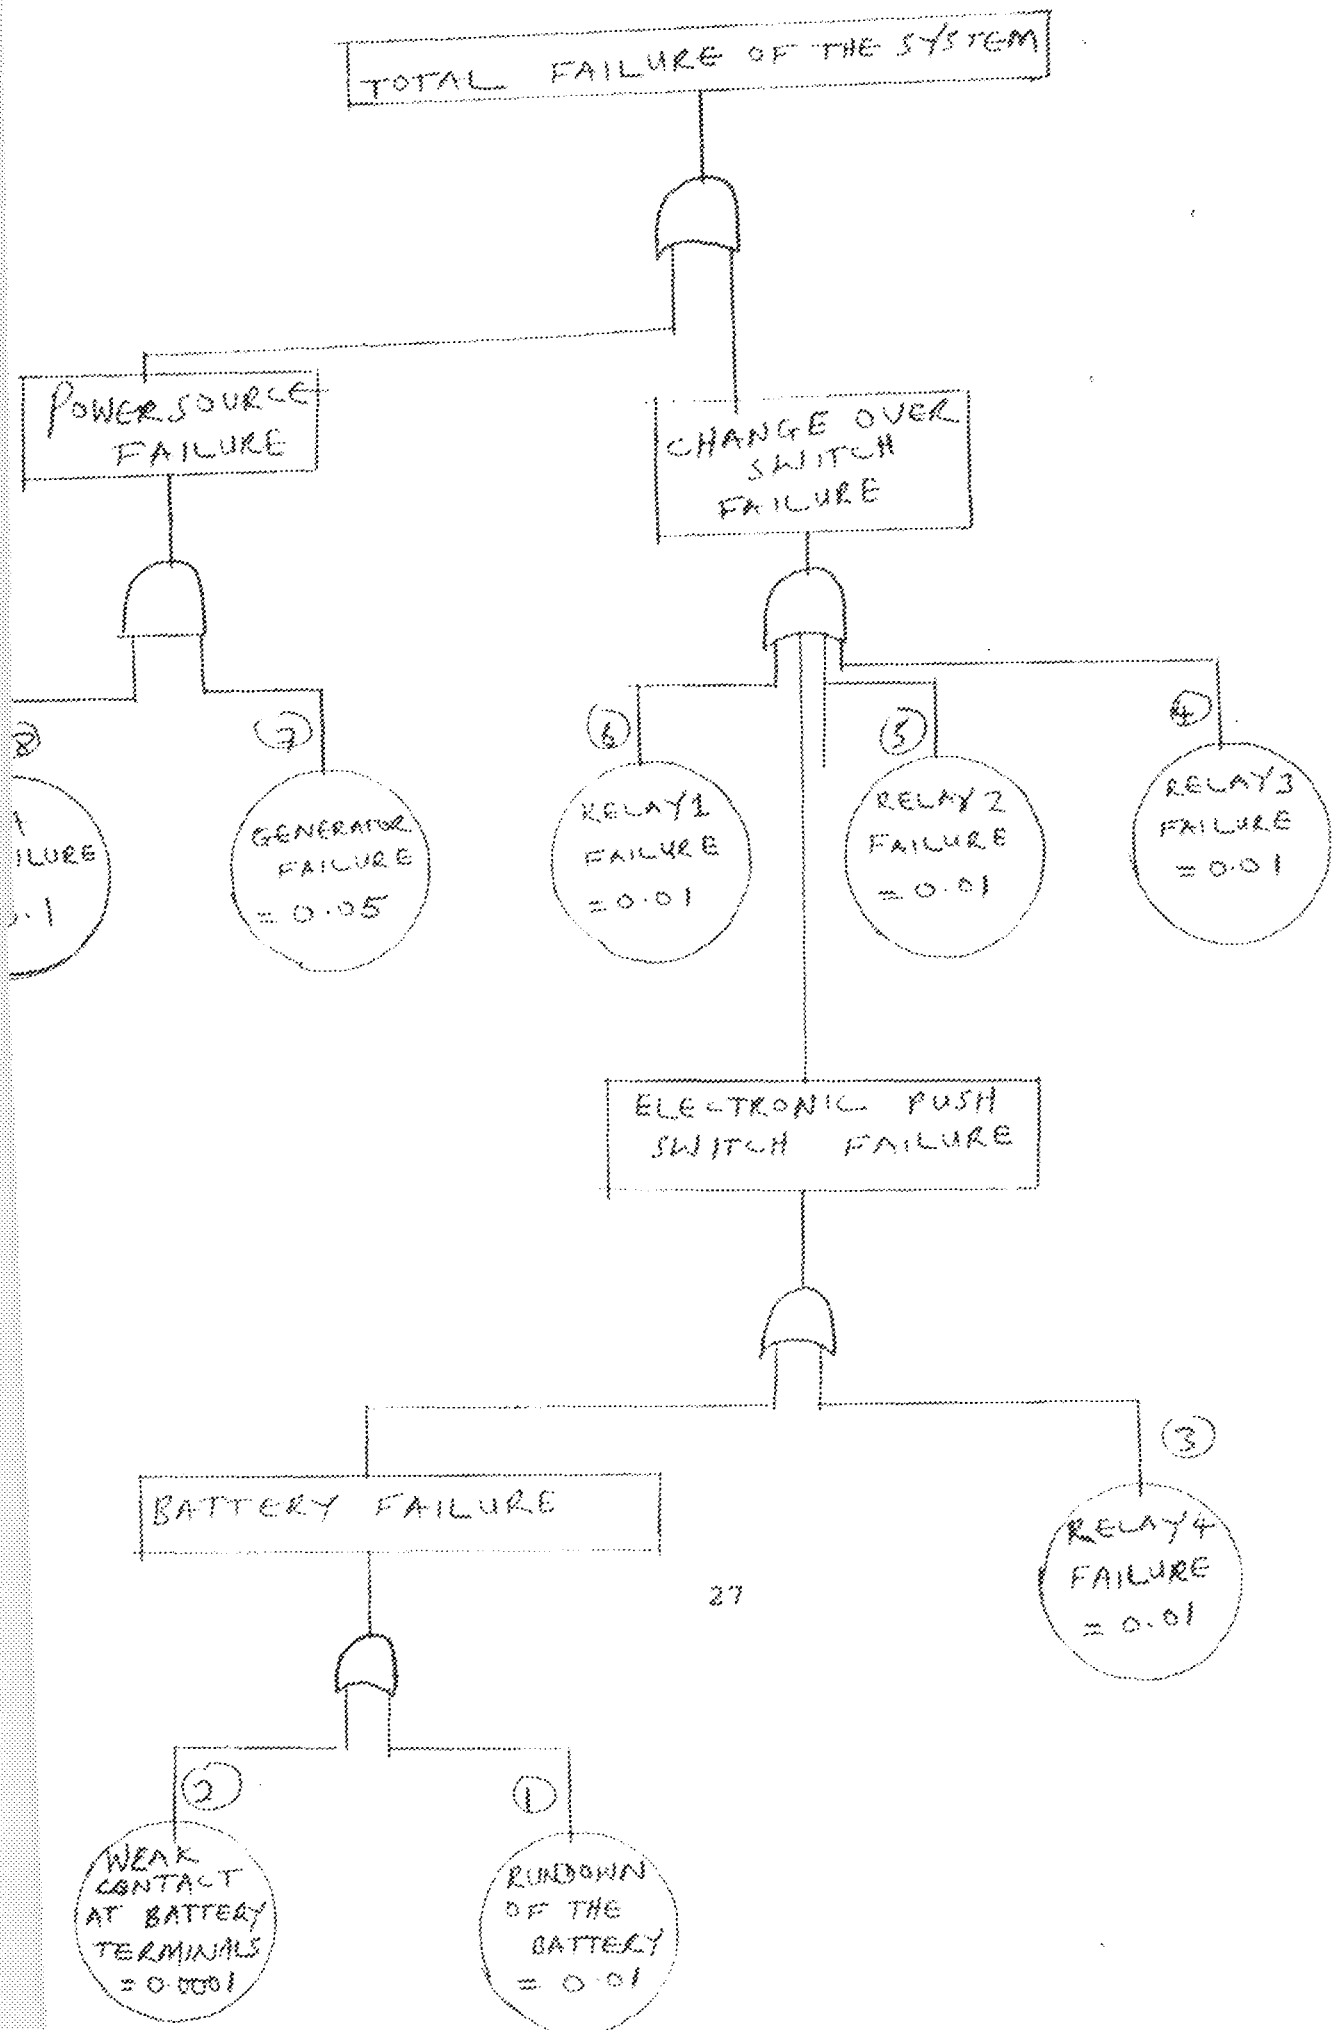 TOTAL FAILURE OF THE SYSTEM
POWER SOURCE
FAILURE
CHANGE OVER
SWITCH
FAILURE
8
7
6
5
4
ILURE
.1
GENERATOR
FAILURE
= 0.05
RELAY 1
FAILURE
= 0.01
RELAY 2
FAILURE
= 0.01
RELAY 3
FAILURE
= 0.01
ELECTRONIC PUSH
SWITCH FAILURE
3
BATTERY FAILURE
RELAY 4
FAILURE
= 0.01
27
2
1
WEAK
CONTACT
AT BATTERY
TERMINALS
= 0.0001
RUNDOWN
OF THE
BATTERY
= 0.01